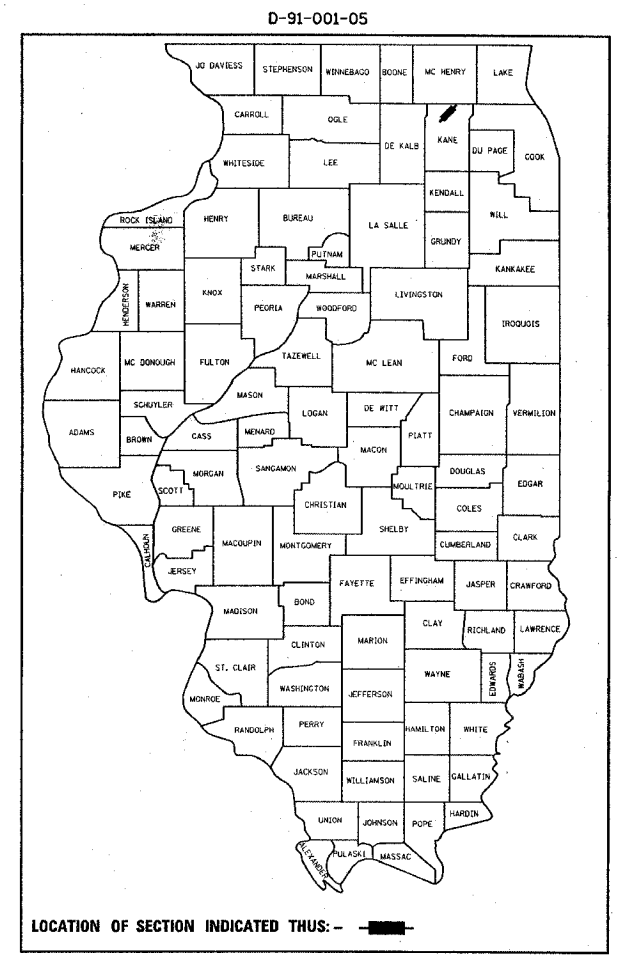 D-91-001-05
JO DAVIESS
STEPHENSON
WINNEBAGO
BOONE
MC HENRY
LAKE
CARROLL
OGLE
DE KALB
KANE
DU PAGE
COOK
WHITESIDE
LEE
KENDALL
WILL
ROCK ISLAND
HENRY
BUREAU
LA SALLE
GRUNDY
MERCER
PUTNAM
KANKAKEE
STARK
MARSHALL
HENDERSON
WARREN
KNOX
PEORIA
WOODFORD
LIVINGSTON
IROQUOIS
HANCOCK
MC DONOUGH
FULTON
TAZEWELL
MC LEAN
FORD
SCHUYLER
MASON
LOGAN
DE WITT
CHAMPAIGN
VERMILION
ADAMS
BROWN
CASS
MENARD
MACON
PIATT
PIKE
SCOTT
MORGAN
SANGAMON
CHRISTIAN
MOULTRIE
DOUGLAS
EDGAR
COLES
CALHOUN
GREENE
MACOUPIN
MONTGOMERY
SHELBY
CUMBERLAND
CLARK
JERSEY
FAYETTE
EFFINGHAM
JASPER
CRAWFORD
MADISON
BOND
CLAY
RICHLAND
LAWRENCE
CLINTON
MARION
ST. CLAIR
WAYNE
EDWARDS
WABASH
MONROE
WASHINGTON
JEFFERSON
RANDOLPH
PERRY
HAMILTON
WHITE
FRANKLIN
JACKSON
WILLIAMSON
SALINE
GALLATIN
UNION
JOHNSON
POPE
HARDIN
ALEXANDER
PULASKI
MASSAC
LOCATION OF SECTION INDICATED THUS: -